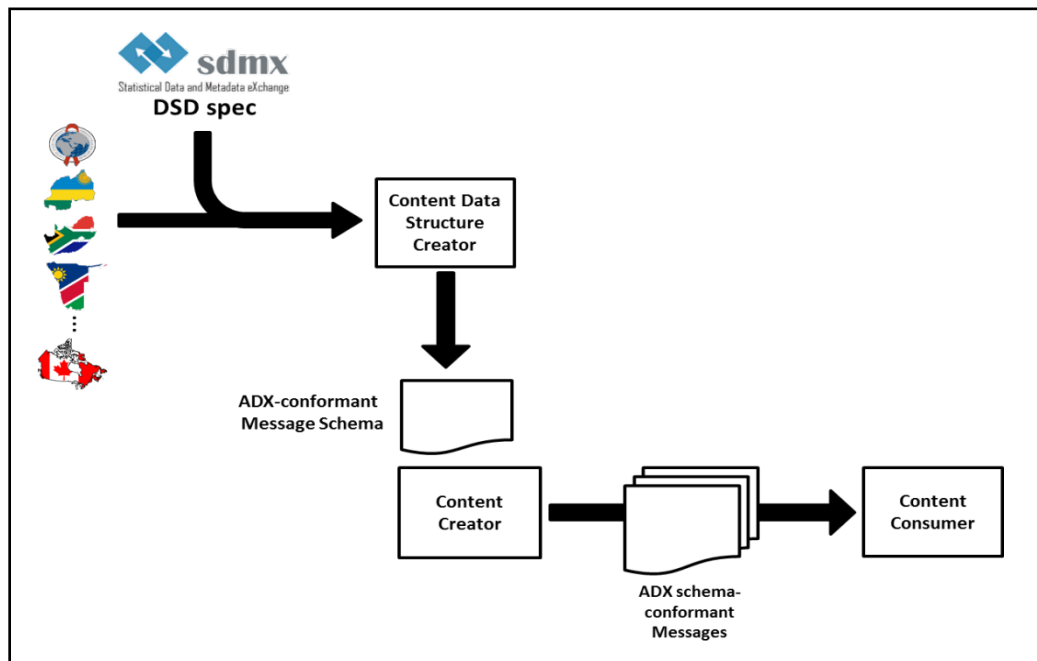 sdmx
Statistical Data and Metadata eXchange
DSD spec
Content Data
Structure
Creator
ADX-conformant
Message Schema
Content
Creator
Content
Consumer
ADX schema-
conformant
Messages